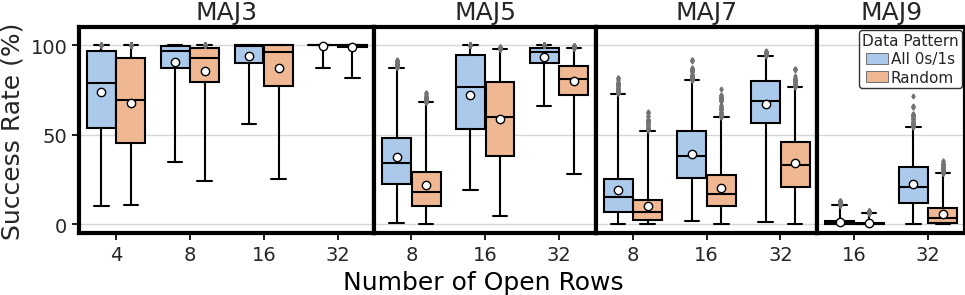 MAJ3 MAJ5 MAJ7 MAJ9
Success Rate (%)
100
50
0
Data Pattern
All 0s/1s
Random
4 8 16 32 8 16 32 8 16 32 16 32
Number of Open Rows